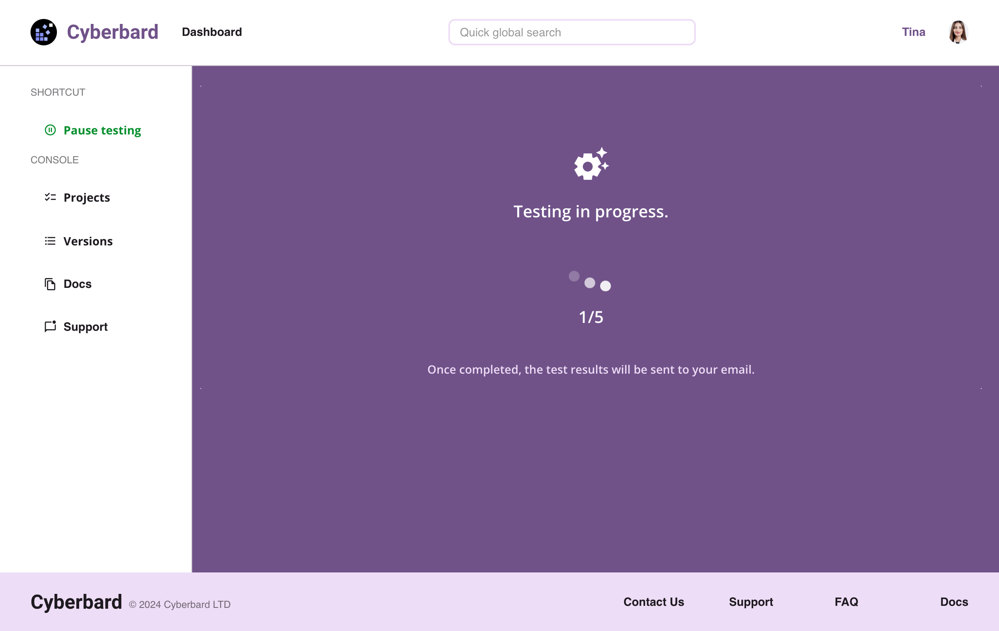 Cyberbard
Dashboard
Quick global search
Tina
SHORTCUT
Pause testing
CONSOLE
Projects
Versions
Docs
Support
Testing in progress.
1/5
Once completed, the test results will be sent to your email.
Cyberbard © 2024 Cyberbard LTD
Contact Us
Support
FAQ
Docs